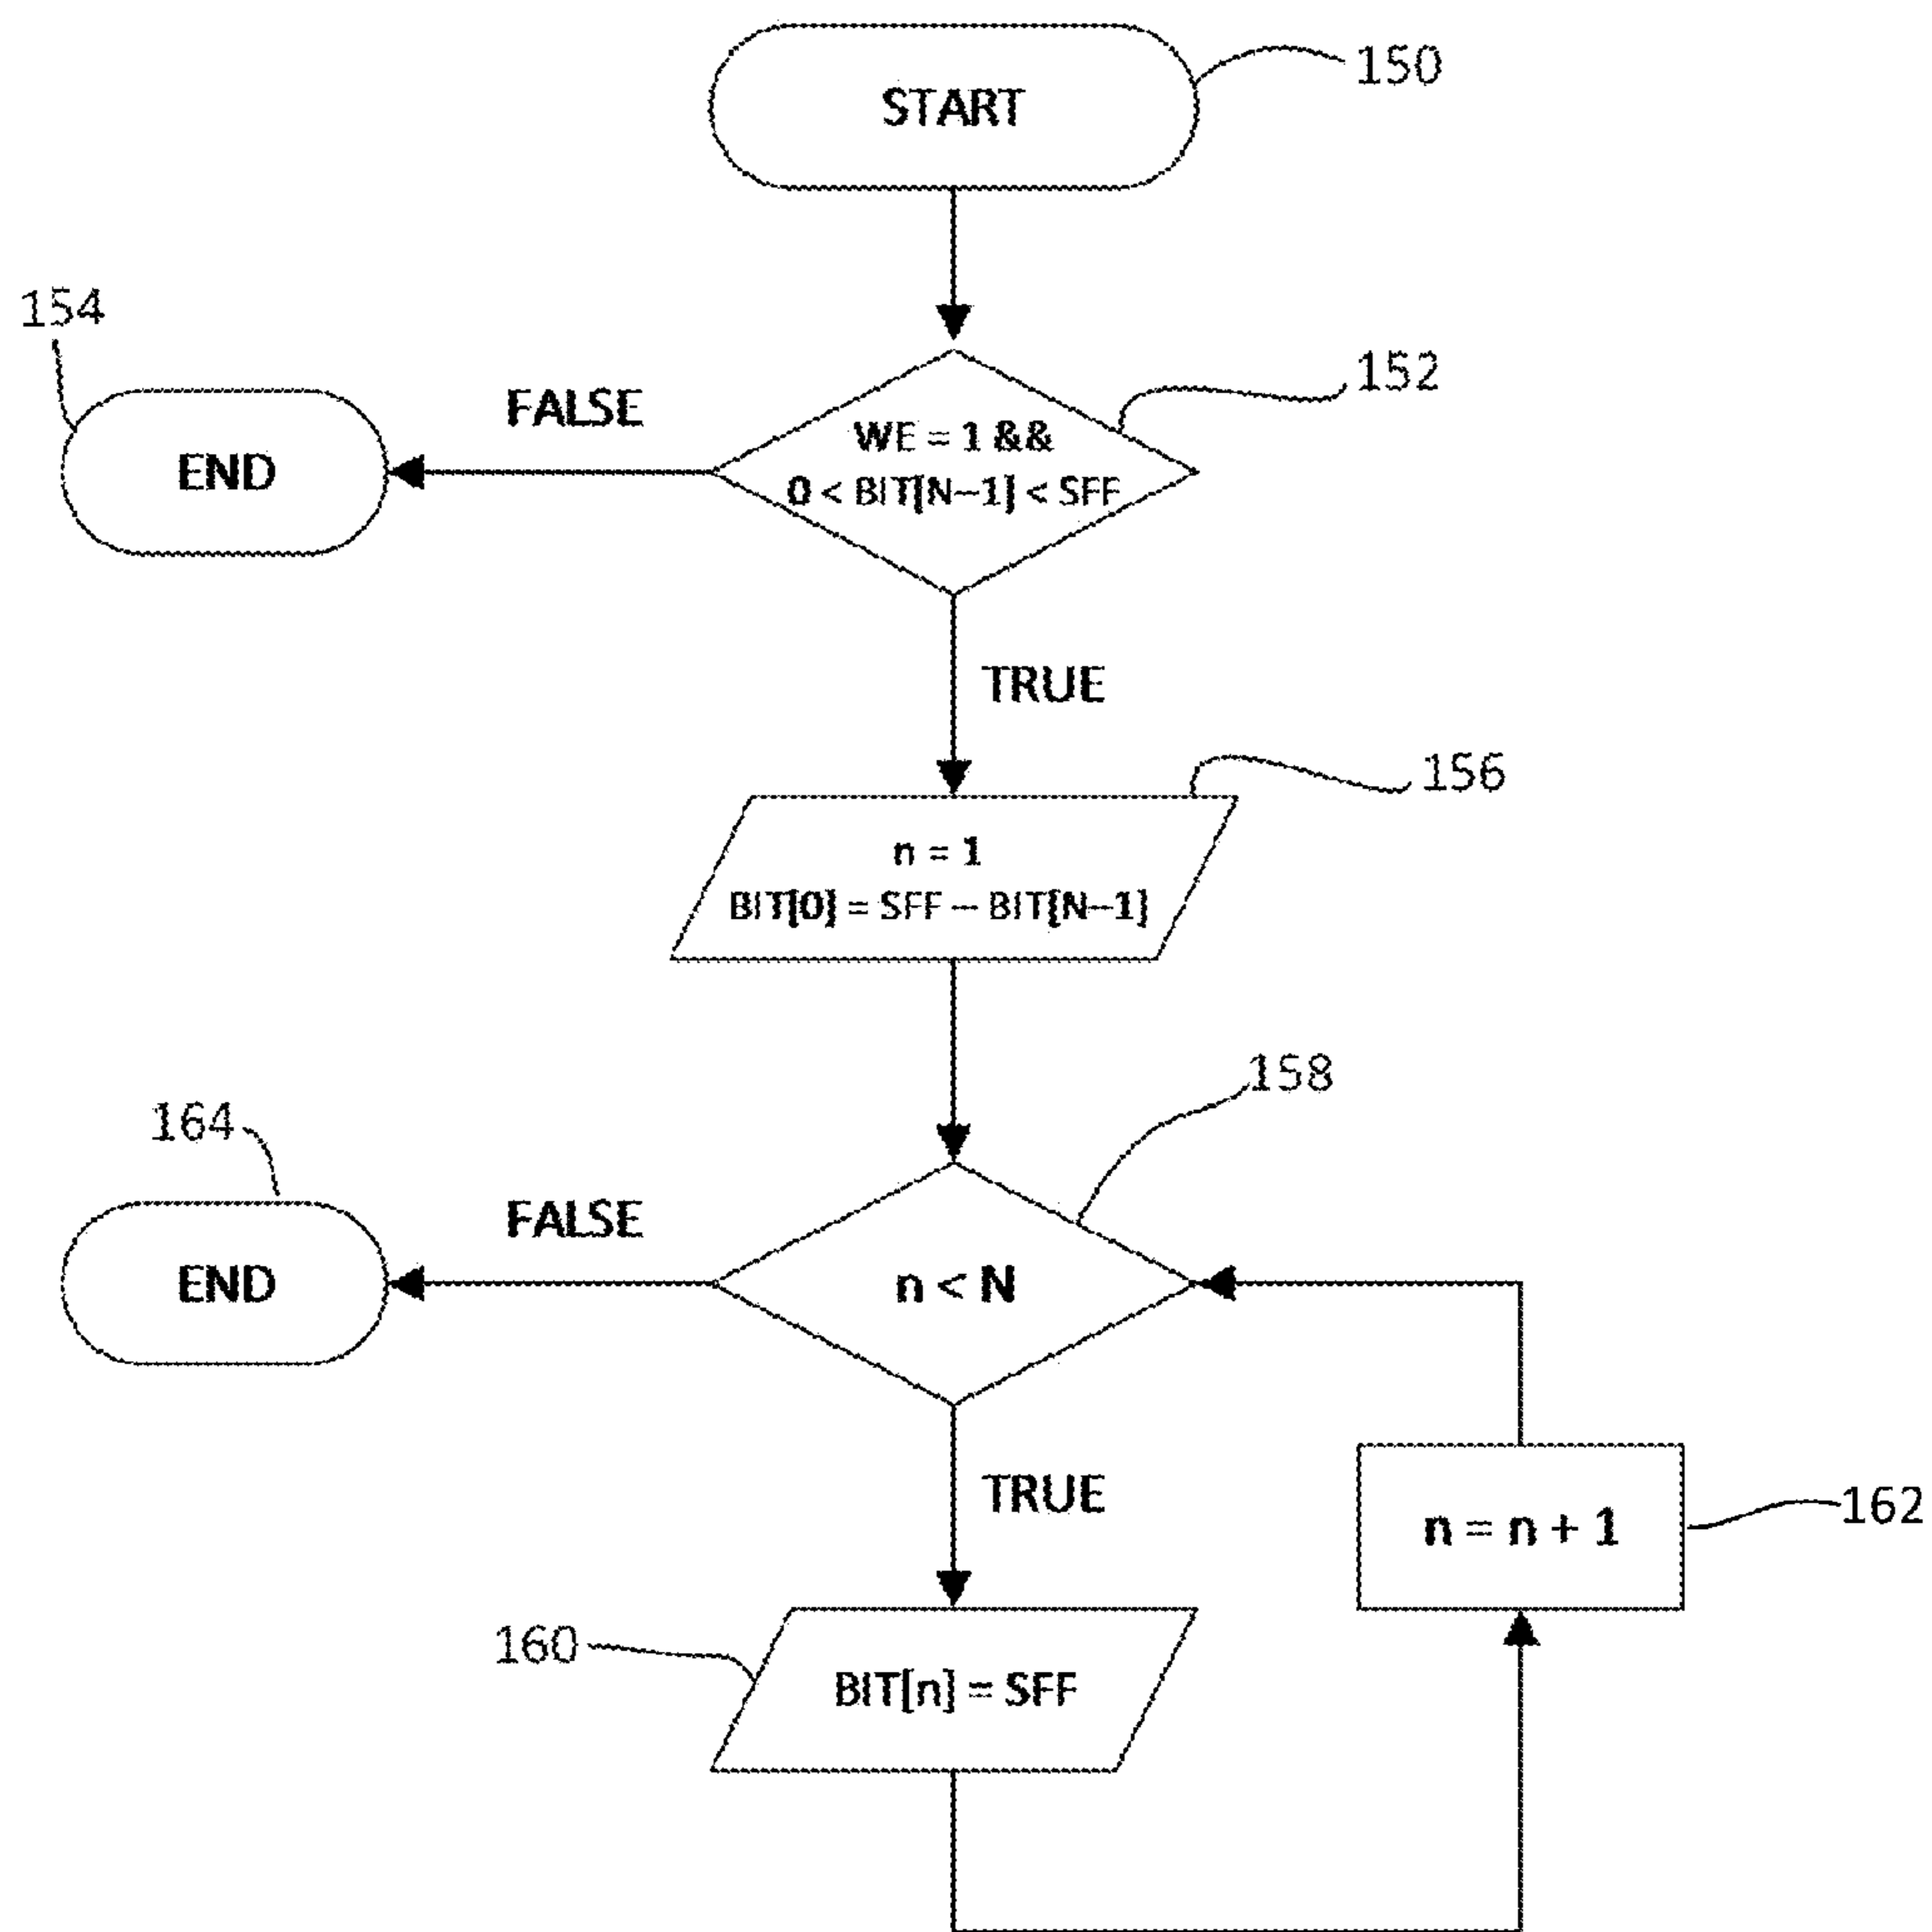 START
150
154
152
FALSE
WE = 1 &&
0 < BIT[N–1] < SFF
END
TRUE
156
n = 1
BIT[0] = SFF – BIT[N–1]
158
164
FALSE
n < N
END
TRUE
162
n = n + 1
160
BIT[n] = SFF